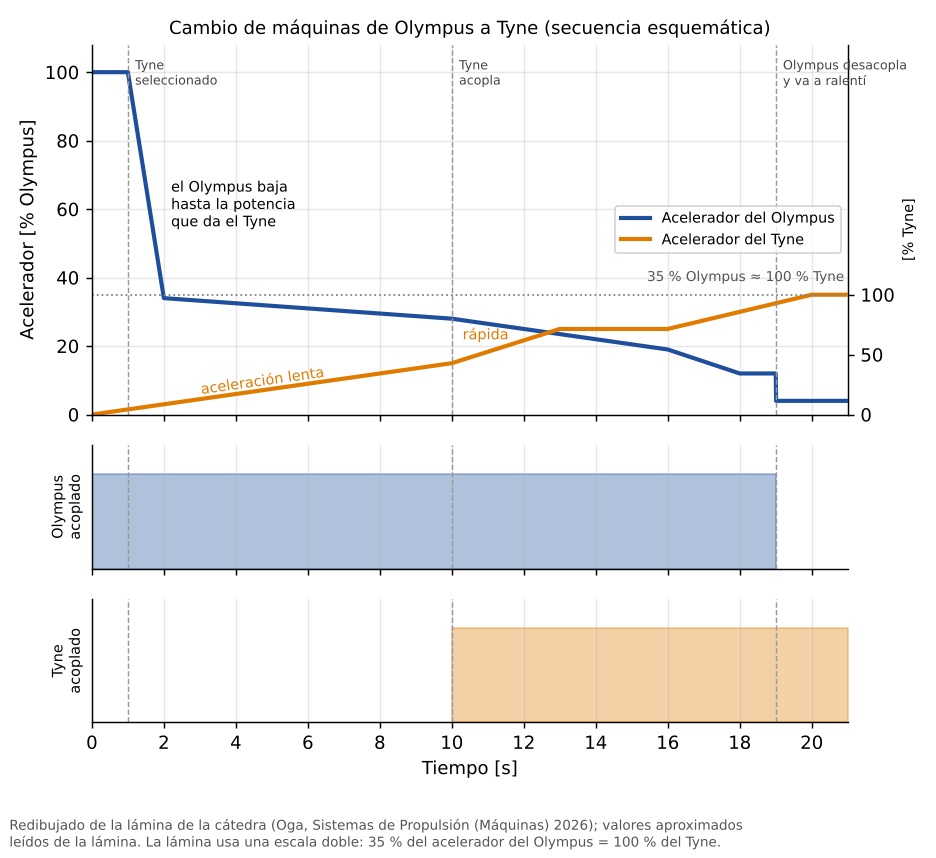 Cambio de máquinas de Olympus a Tyne (secuencia esquemática)
Acelerador [% Olympus]
100
80
60
40
20
0
Tyne
seleccionado
Tyne
acopla
Olympus desacopla
y va a ralentí
el Olympus baja
hasta la potencia
que da el Tyne
Acelerador del Olympus
Acelerador del Tyne
35 % Olympus ≈ 100 % Tyne
rápida
aceleración lenta
[% Tyne]
100
50
0
Olympus
acoplado
Tyne
acoplado
0 2 4 6 8 10 12 14 16 18 20
Tiempo [s]
Redibujado de la lámina de la cátedra (Oga, Sistemas de Propulsión (Máquinas) 2026); valores aproximados
leídos de la lámina. La lámina usa una escala doble: 35 % del acelerador del Olympus = 100 % del Tyne.